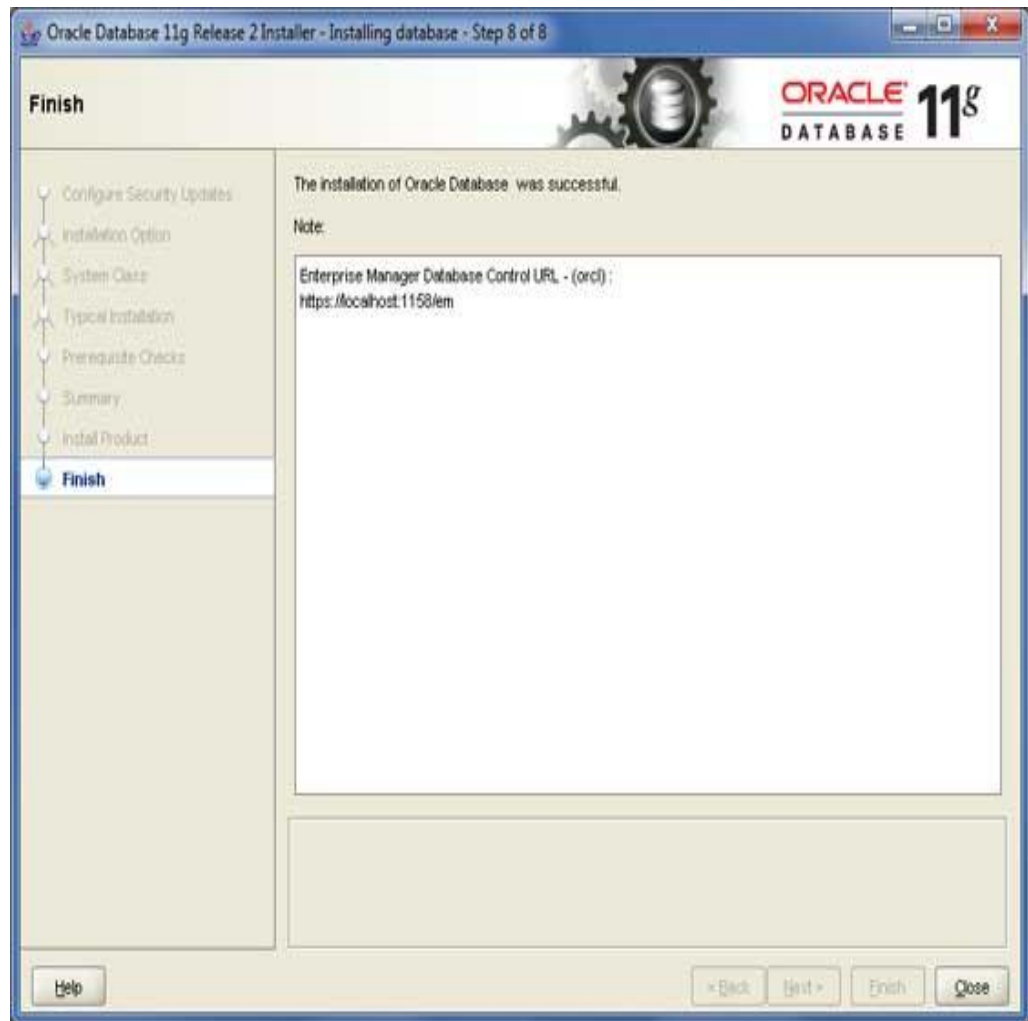 Oracle Database 11g Release 2 Installer - Installing database - Step 8 of 8
Finish
ORACLE
DATABASE
11g
Configure Security Updates
Installation Option
System Class
Typical Installation
Prerequisite Checks
Summary
Install Product
Finish
The installation of Oracle Database was successful.
Note:
Enterprise Manager Database Control URL - (orcl) :
https://localhost:1158/em
Help
< Back
Next >
Finish
Close